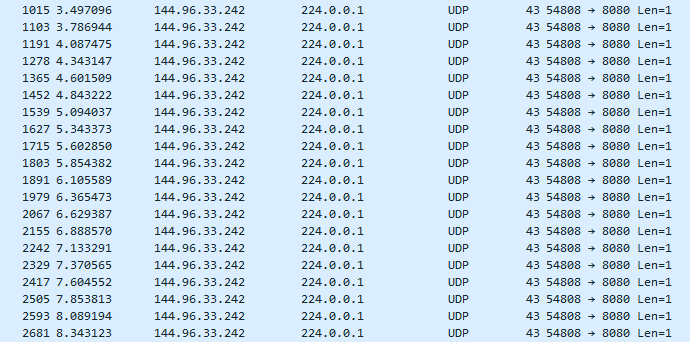 1015 3.497096 144.96.33.242 224.0.0.1 UDP 43 54808 → 8080 Len=1
1103 3.786944 144.96.33.242 224.0.0.1 UDP 43 54808 → 8080 Len=1
1191 4.087475 144.96.33.242 224.0.0.1 UDP 43 54808 → 8080 Len=1
1278 4.343147 144.96.33.242 224.0.0.1 UDP 43 54808 → 8080 Len=1
1365 4.601509 144.96.33.242 224.0.0.1 UDP 43 54808 → 8080 Len=1
1452 4.843222 144.96.33.242 224.0.0.1 UDP 43 54808 → 8080 Len=1
1539 5.094037 144.96.33.242 224.0.0.1 UDP 43 54808 → 8080 Len=1
1627 5.343373 144.96.33.242 224.0.0.1 UDP 43 54808 → 8080 Len=1
1715 5.602850 144.96.33.242 224.0.0.1 UDP 43 54808 → 8080 Len=1
1803 5.854382 144.96.33.242 224.0.0.1 UDP 43 54808 → 8080 Len=1
1891 6.105589 144.96.33.242 224.0.0.1 UDP 43 54808 → 8080 Len=1
1979 6.365473 144.96.33.242 224.0.0.1 UDP 43 54808 → 8080 Len=1
2067 6.629387 144.96.33.242 224.0.0.1 UDP 43 54808 → 8080 Len=1
2155 6.888570 144.96.33.242 224.0.0.1 UDP 43 54808 → 8080 Len=1
2242 7.133291 144.96.33.242 224.0.0.1 UDP 43 54808 → 8080 Len=1
2329 7.370565 144.96.33.242 224.0.0.1 UDP 43 54808 → 8080 Len=1
2417 7.604552 144.96.33.242 224.0.0.1 UDP 43 54808 → 8080 Len=1
2505 7.853813 144.96.33.242 224.0.0.1 UDP 43 54808 → 8080 Len=1
2593 8.089194 144.96.33.242 224.0.0.1 UDP 43 54808 → 8080 Len=1
2681 8.343123 144.96.33.242 224.0.0.1 UDP 43 54808 → 8080 Len=1